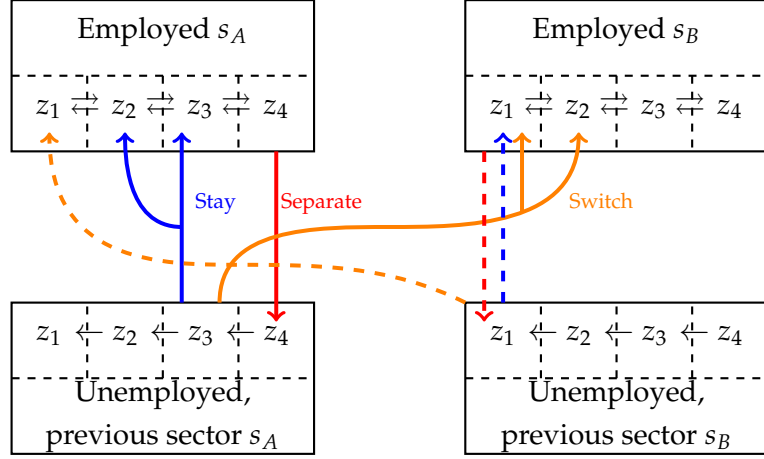 Employed s_A
Employed s_B
z_1 ⇄ z_2 ⇄ z_3 ⇄ z_4
z_1 ⇄ z_2 ⇄ z_3 ⇄ z_4
Stay
Separate
Switch
z_1 ← z_2 ← z_3 ← z_4
z_1 ← z_2 ← z_3 ← z_4
Unemployed,
previous sector s_A
Unemployed,
previous sector s_B